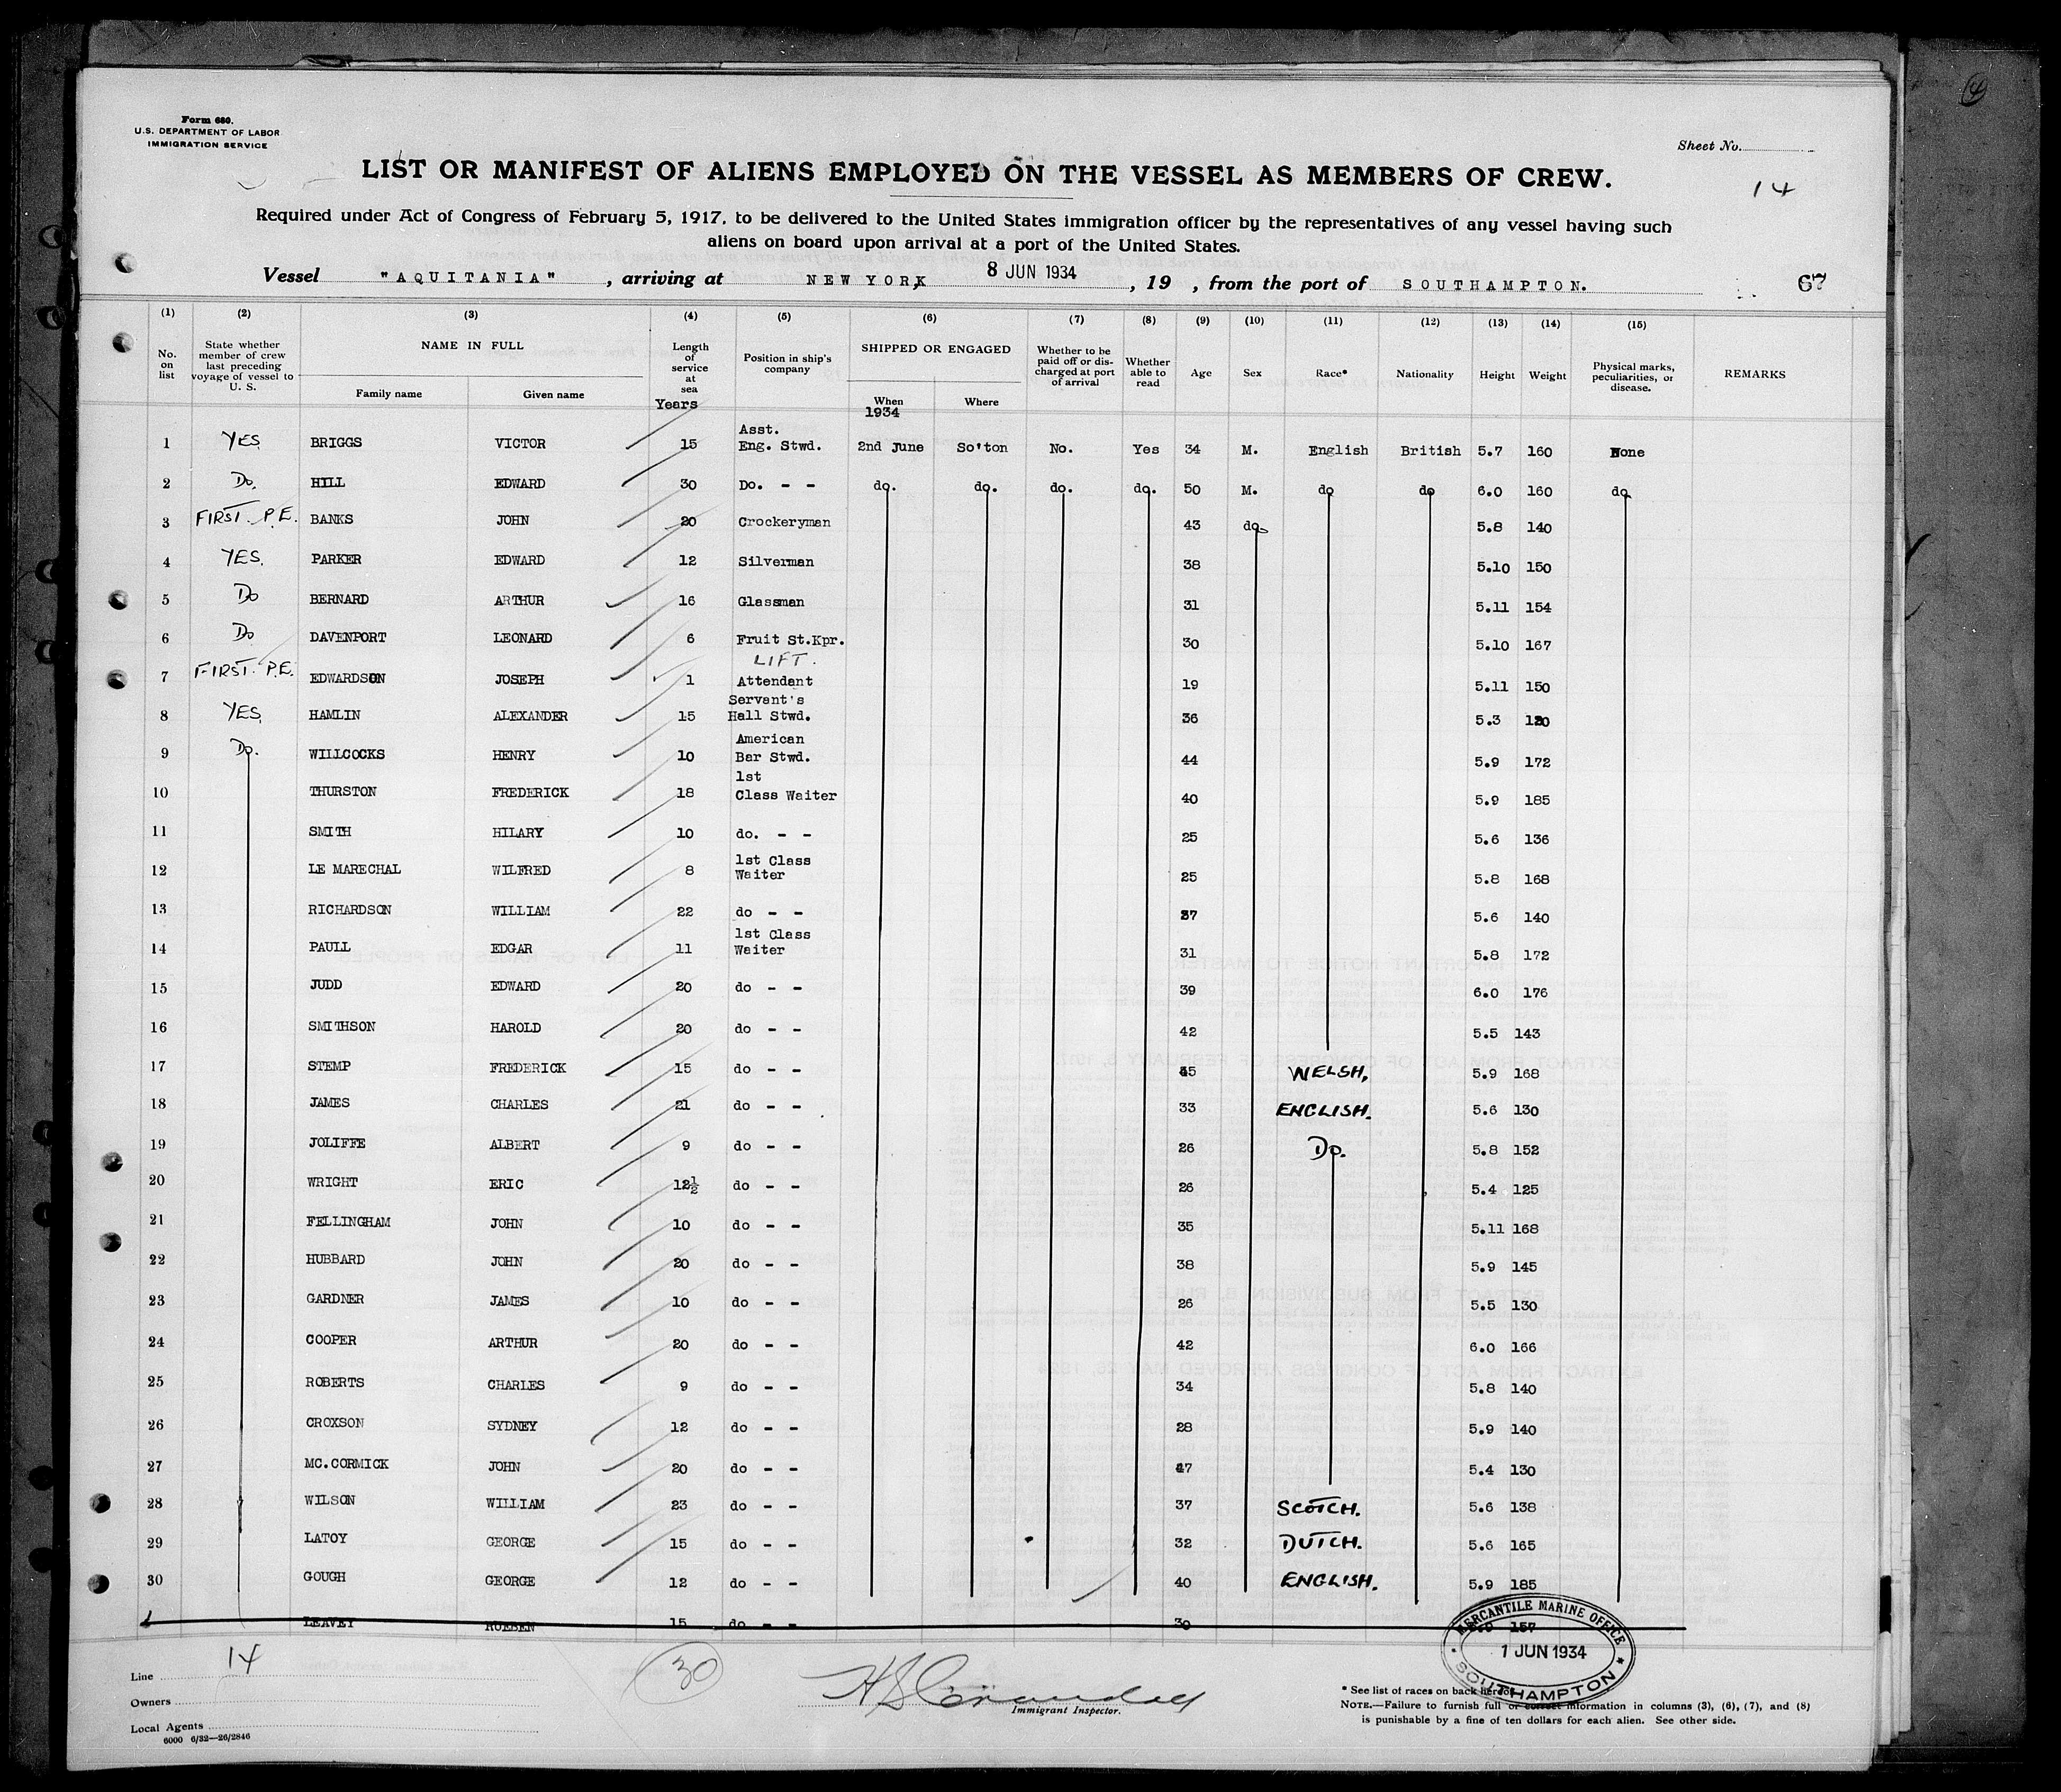 Form 680.
U.S. DEPARTMENT OF LABOR
IMMIGRATION SERVICE
Sheet No.
LIST OR MANIFEST OF ALIENS EMPLOYED ON THE VESSEL AS MEMBERS OF CREW.
14
Required under Act of Congress of February 5, 1917, to be delivered to the United States immigration officer by the representatives of any vessel having such
aliens on board upon arrival at a port of the United States.
Vessel "AQUITANIA", arriving at NEW YORK 8 JUN 1934, 19 , from the port of SOUTHAMPTON. 67
(1) (2) (3) (4) (5) (6) (7) (8) (9) (10) (11) (12) (13) (14) (15)
No. on list State whether member of crew last preceding voyage of vessel to U. S. NAME IN FULL Family name Given name Length of service at sea Years Position in ship's company SHIPPED OR ENGAGED When 1934 Where Whether to be paid off or discharged at port of arrival Whether able to read Age Sex Race* Nationality Height Weight Physical marks, peculiarities, or disease. REMARKS
1 YES BRIGGS VICTOR 15 Asst. Eng. Stwd. 2nd June So'ton No. Yes 34 M. English British 5.7 160 None
2 Do. HILL EDWARD 30 Do. - - do. do. do. do. 50 M. do do 6.0 160 do
3 FIRST P.E. BANKS JOHN 20 Crockeryman 43 do 5.8 140
4 YES. PARKER EDWARD 12 Silverman 38 5.10 150
5 Do BERNARD ARTHUR 16 Glassman 31 5.11 154
6 Do DAVENPORT LEONARD 6 Fruit St.Kpr. 30 5.10 167
7 FIRST P.E. EDWARDSON JOSEPH 1 LIFT. Attendant 19 5.11 150
8 YES. HAMLIN ALEXANDER 15 Servant's Hall Stwd. 36 5.3
9 Do. WILLCOCKS HENRY 10 American Bar Stwd. 44 5.9 172
10 THURSTON FREDERICK 18 1st Class Waiter 40 5.9 185
11 SMITH HILARY 10 do. - - 25 5.6 136
12 LE MARECHAL WILFRED 8 1st Class Waiter 25 5.8 168
13 RICHARDSON WILLIAM 22 do - - 37 5.6 140
14 PAULL EDGAR 11 1st Class Waiter 31 5.8 172
15 JUDD EDWARD 20 do - - 39 6.0 176
16 SMITHSON HAROLD 20 do - - 42 5.5 143
17 STEMP FREDERICK 15 do - - 45 WELSH, 5.9 168
18 JAMES CHARLES 21 do - - 33 ENGLISH. 5.6 130
19 JOLIFFE ALBERT 9 do - - 26 Do. 5.8 152
20 WRIGHT ERIC 12½ do - - 26 5.4 125
21 FELLINGHAM JOHN 10 do - - 35 5.11 168
22 HUBBARD JOHN 20 do - - 38 5.9 145
23 GARDNER JAMES 10 do - - 26 5.5 130
24 COOPER ARTHUR 20 do - - 42 6.0 166
25 ROBERTS CHARLES 9 do - - 34 5.8 140
26 CROXSON SYDNEY 12 do - - 28 5.9 140
27 MC.CORMICK JOHN 20 do - - 47 5.4 130
28 WILSON WILLIAM 23 do - - 37 SCOTCH. 5.6 138
29 LATOY GEORGE 15 do - - 32 DUTCH. 5.6 165
30 GOUGH GEORGE 12 do - - 40 ENGLISH. 5.9 185
LEAVEY RUEBEN 15 do - - 30 157
MERCANTILE MARINE OFFICE
1 JUN 1934
SOUTHAMPTON
Line 14
30
Owners
Local Agents
6000 6/32—26/2846
Immigrant Inspector.
* See list of races on back hereof.
NOTE.—Failure to furnish full or correct information in columns (3), (6), (7), and (8)
is punishable by a fine of ten dollars for each alien. See other side.